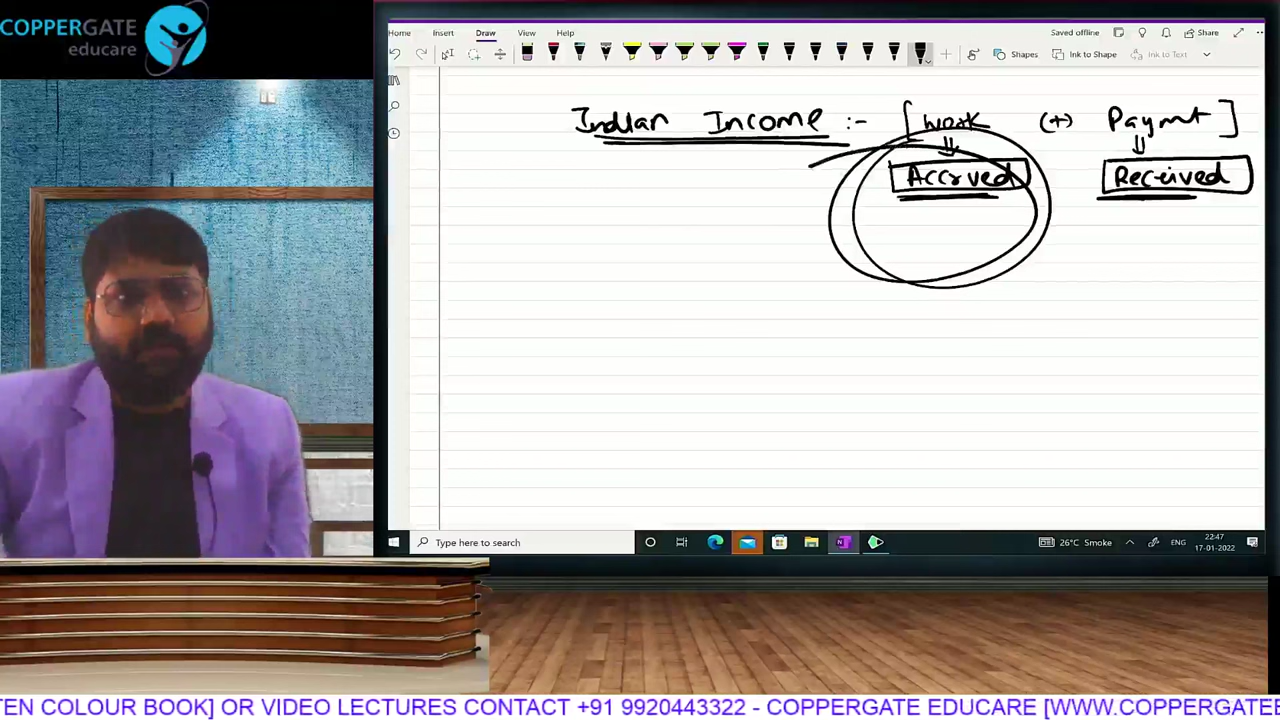 COPPERGATE
educare
Home Insert Draw View Help
Saved offline
Share
Shapes
Ink to Shape
Ink to Text
Indian Income :- [work (+) Paymt]
Accrued Received
Type here to search
26°C Smoke
ENG
22:47
17-01-2022
TEN COLOUR BOOK] OR VIDEO LECTURES CONTACT +91 9920443322 - COPPERGATE EDUCARE [WWW.COPPERGATE